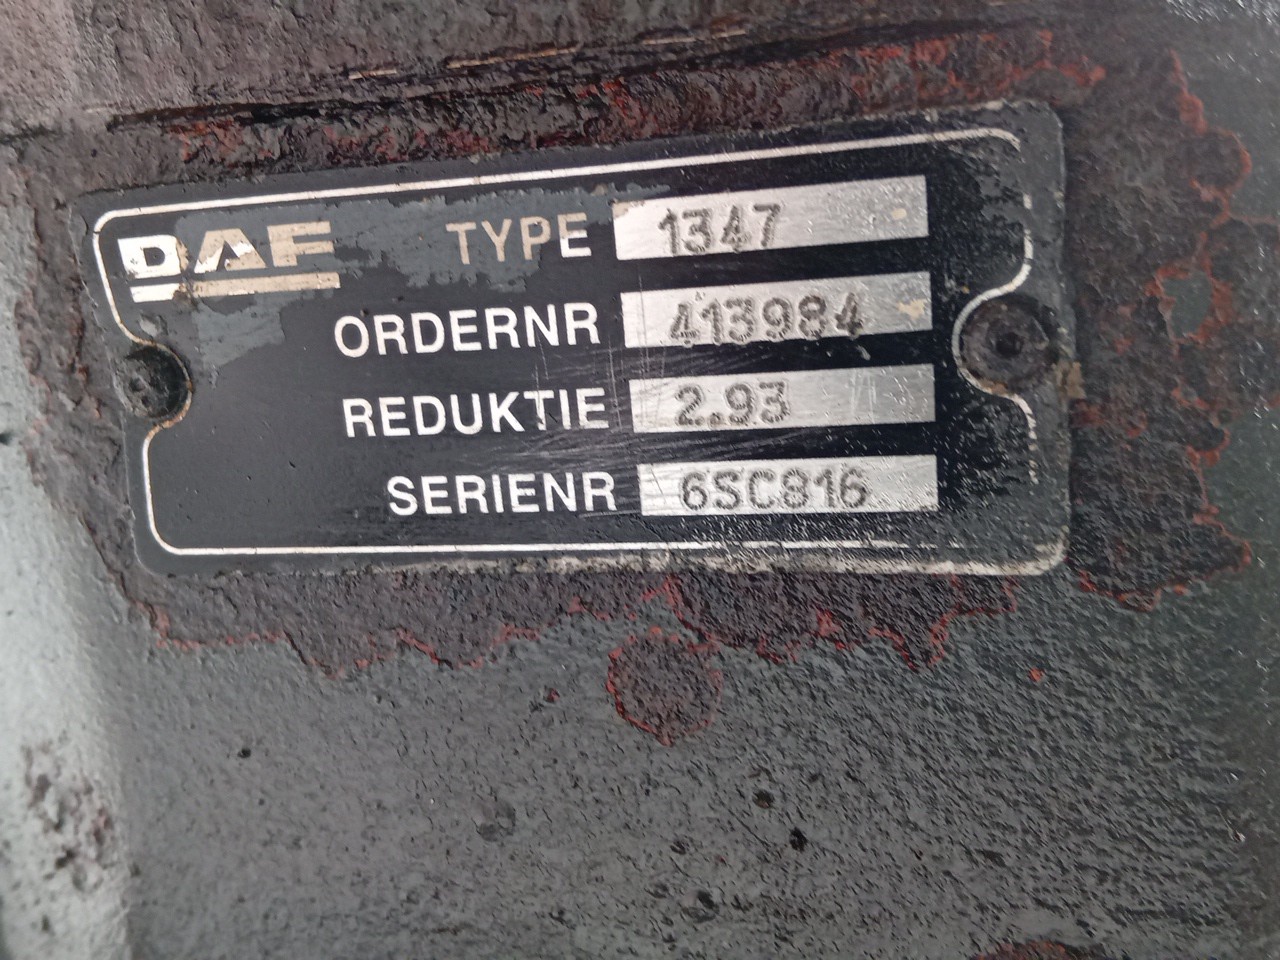 DAF TYPE 1347
ORDERNR 413984
REDUKTIE 2.93
SERIENR 6SC816